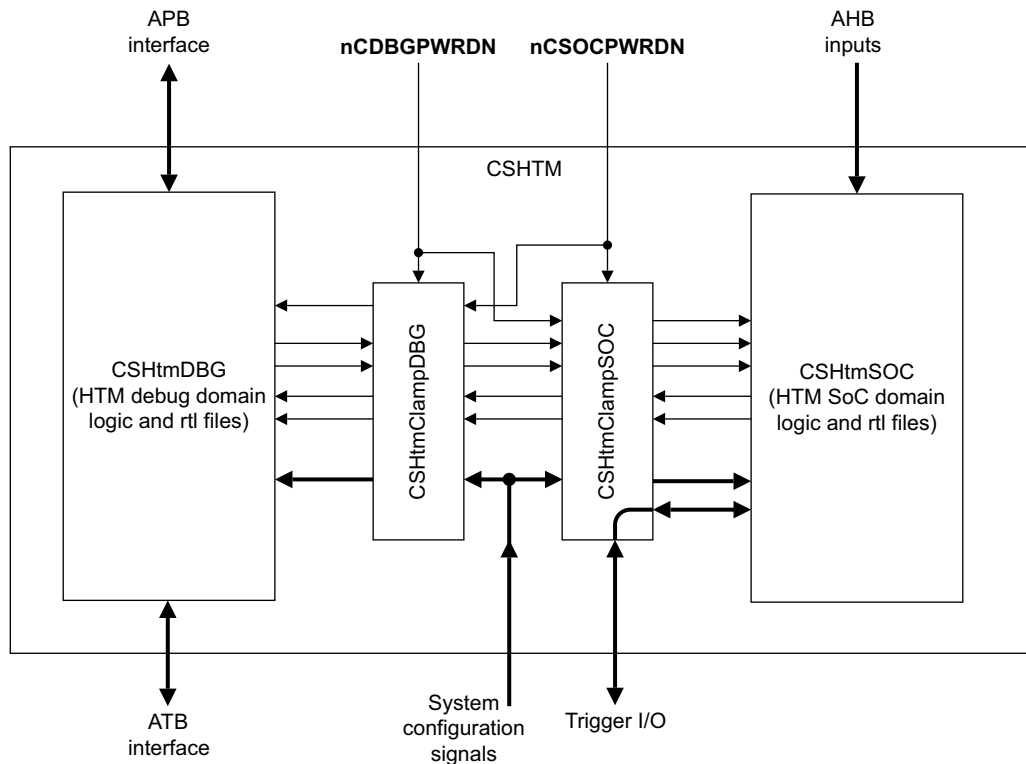 APB
interface
nCDBGPWRDN
nCSOCPWRDN
AHB
inputs
CSHTM
CSHtmDBG
(HTM debug domain
logic and rtl files)
CSHtmClampDBG
CSHtmClampSOC
CSHtmSOC
(HTM SoC domain
logic and rtl files)
ATB
interface
System
configuration
signals
Trigger I/O